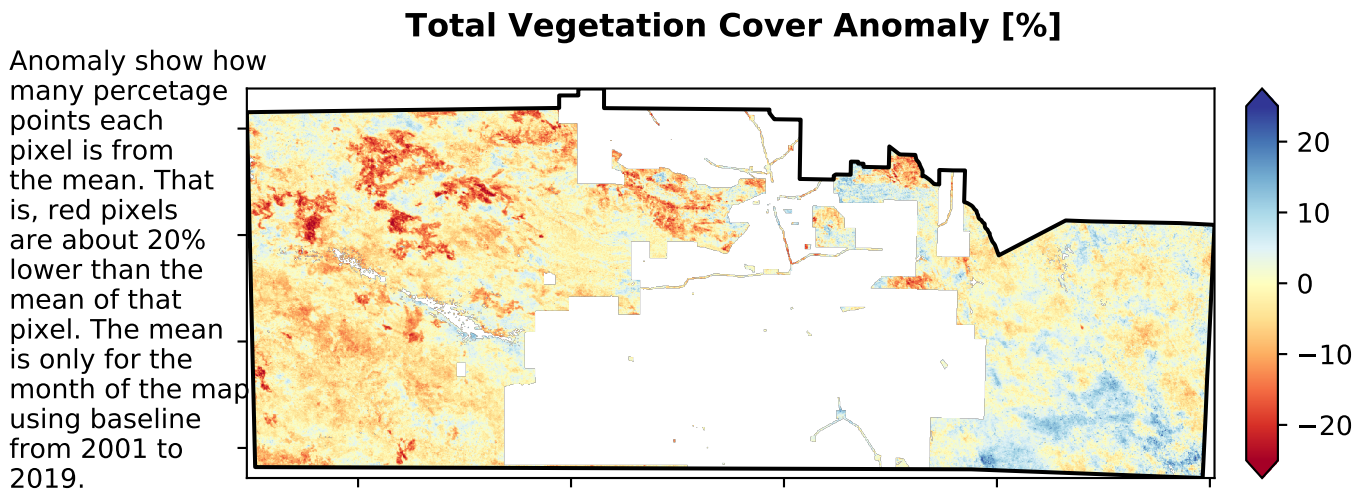 Total Vegetation Cover Anomaly [%]
Anomaly show how
many percetage
points each
pixel is from
the mean. That
is, red pixels
are about 20%
lower than the
mean of that
pixel. The mean
is only for the
month of the map
using baseline
from 2001 to
2019.
20
10
0
−10
−20